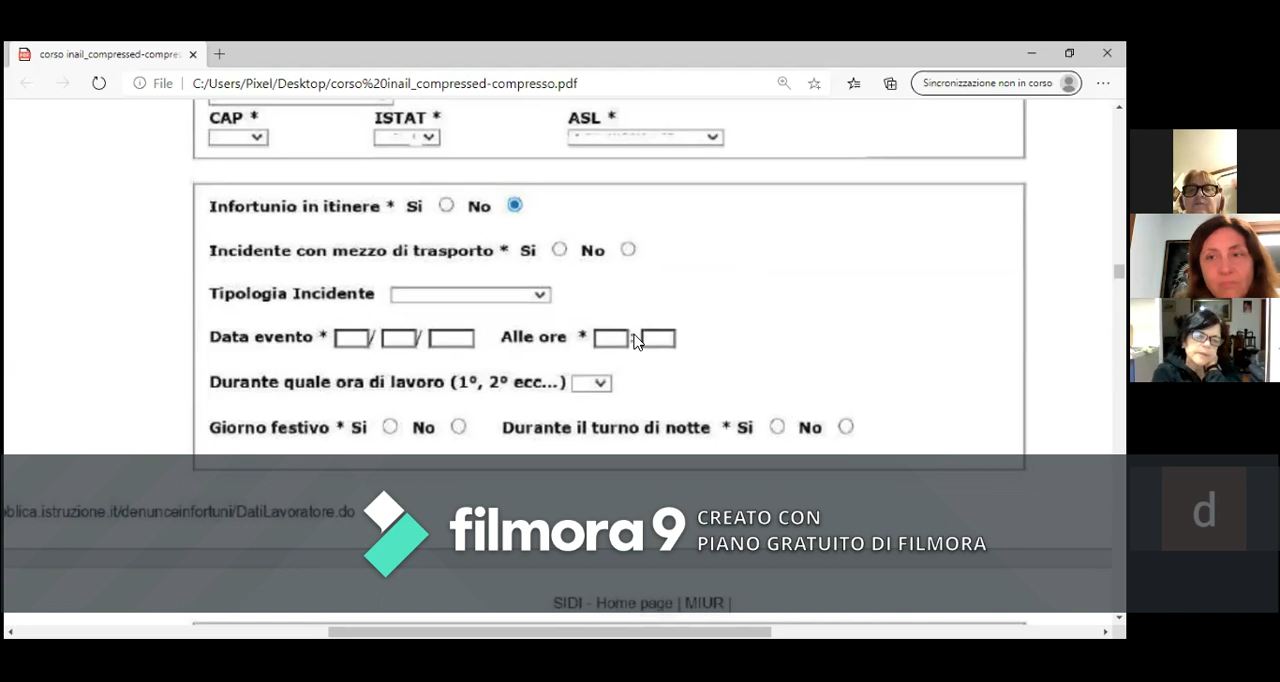 corso inail_compressed-compre
File
C:/Users/Pixel/Desktop/corso%20inail_compressed-compresso.pdf
Sincronizzazione non in corso
CAP * ISTAT * ASL *
Infortunio in itinere * Si No
Incidente con mezzo di trasporto * Si No
Tipologia Incidente
Data evento * / / Alle ore * :
Durante quale ora di lavoro (1º, 2º ecc...)
Giorno festivo * Si No Durante il turno di notte * Si No
blica.istruzione.it/denunceinfortuni/DatiLavoratore.do
filmora 9 CREATO CON
PIANO GRATUITO DI FILMORA
SIDI - Home page | MIUR |
d